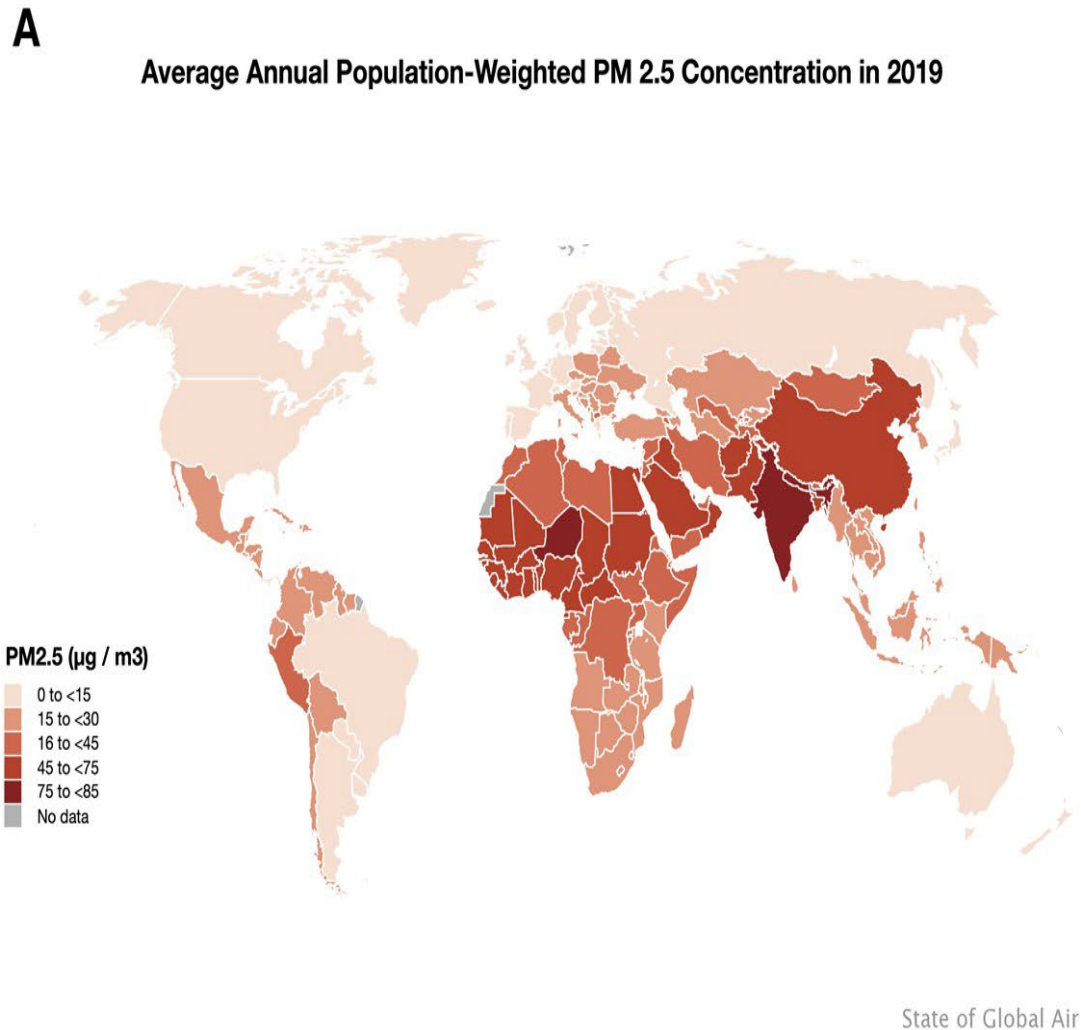 A
Average Annual Population-Weighted PM 2.5 Concentration in 2019
PM2.5 (µg / m3)
0 to <15
15 to <30
16 to <45
45 to <75
75 to <85
No data
State of Global Air